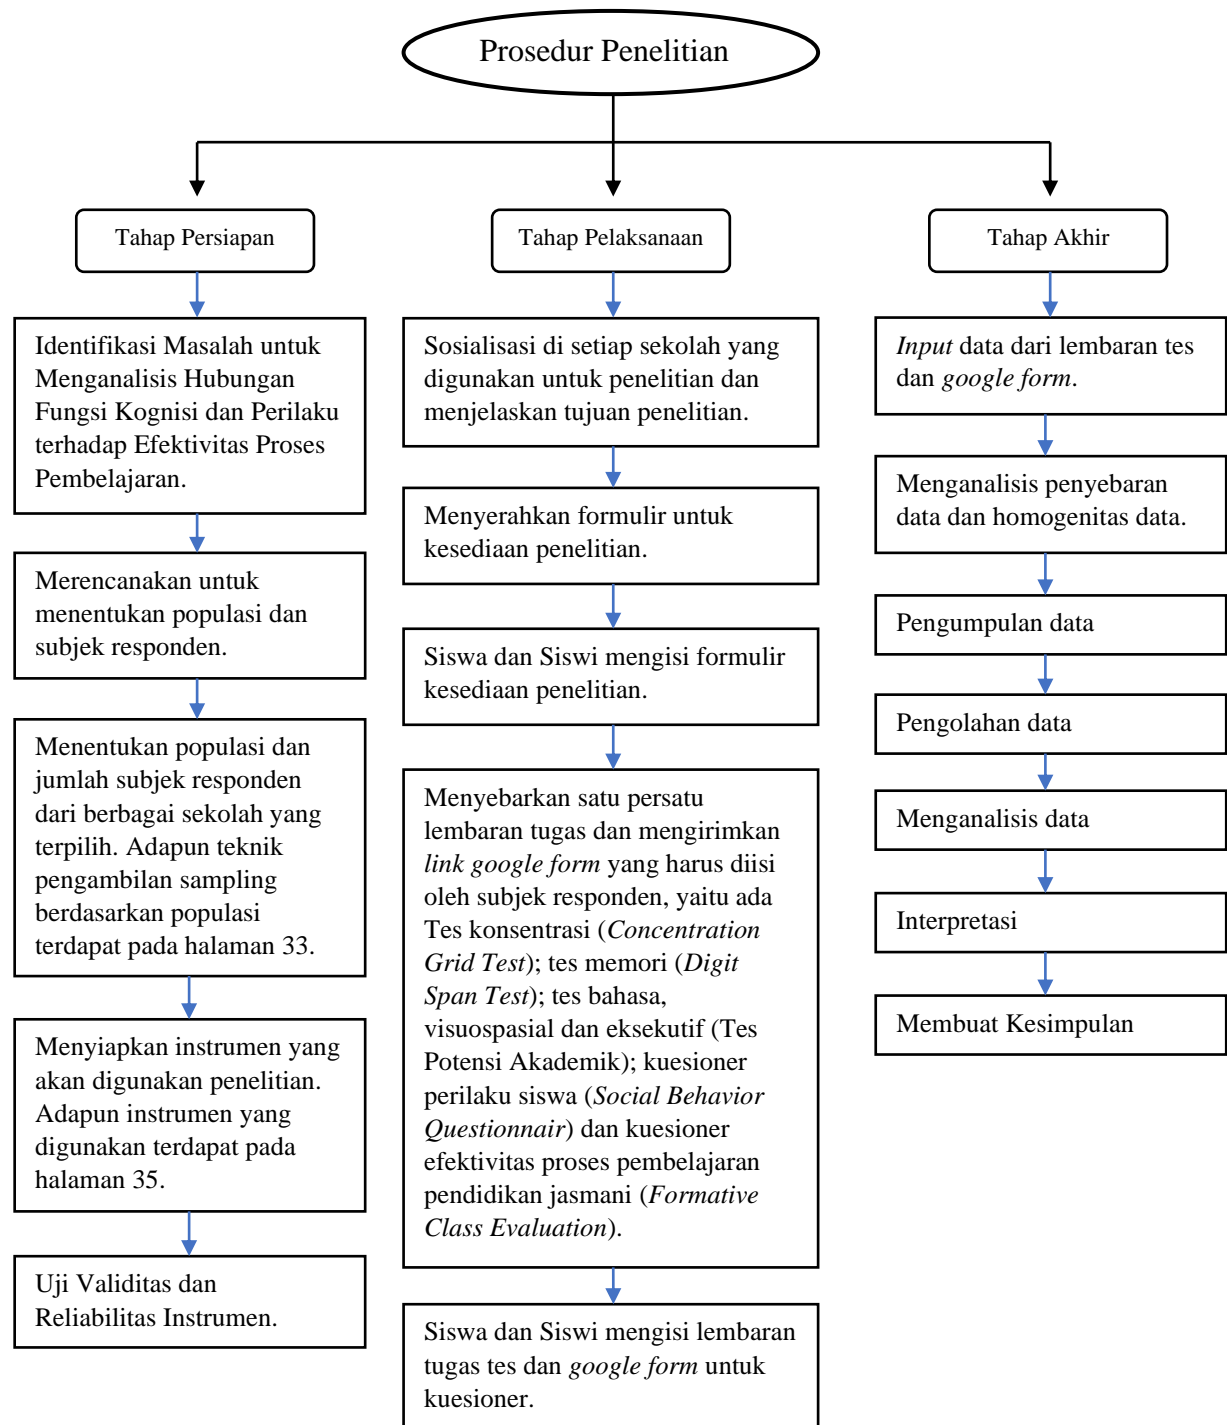 Prosedur Penelitian
Tahap Persiapan
Tahap Pelaksanaan
Tahap Akhir
Identifikasi Masalah untuk
Menganalisis Hubungan
Fungsi Kognisi dan Perilaku
terhadap Efektivitas Proses
Pembelajaran.
Merencanakan untuk
menentukan populasi dan
subjek responden.
Menentukan populasi dan
jumlah subjek responden
dari berbagai sekolah yang
terpilih. Adapun teknik
pengambilan sampling
berdasarkan populasi
terdapat pada halaman 33.
Menyiapkan instrumen yang
akan digunakan penelitian.
Adapun instrumen yang
digunakan terdapat pada
halaman 35.
Uji Validitas dan
Reliabilitas Instrumen.
Sosialisasi di setiap sekolah yang
digunakan untuk penelitian dan
menjelaskan tujuan penelitian.
Menyerahkan formulir untuk
kesediaan penelitian.
Siswa dan Siswi mengisi formulir
kesediaan penelitian.
Menyebarkan satu persatu
lembaran tugas dan mengirimkan
link google form yang harus diisi
oleh subjek responden, yaitu ada
Tes konsentrasi (Concentration
Grid Test); tes memori (Digit
Span Test); tes bahasa,
visuospasial dan eksekutif (Tes
Potensi Akademik); kuesioner
perilaku siswa (Social Behavior
Questionnair) dan kuesioner
efektivitas proses pembelajaran
pendidikan jasmani (Formative
Class Evaluation).
Siswa dan Siswi mengisi lembaran
tugas tes dan google form untuk
kuesioner.
Input data dari lembaran tes
dan google form.
Menganalisis penyebaran
data dan homogenitas data.
Pengumpulan data
Pengolahan data
Menganalisis data
Interpretasi
Membuat Kesimpulan